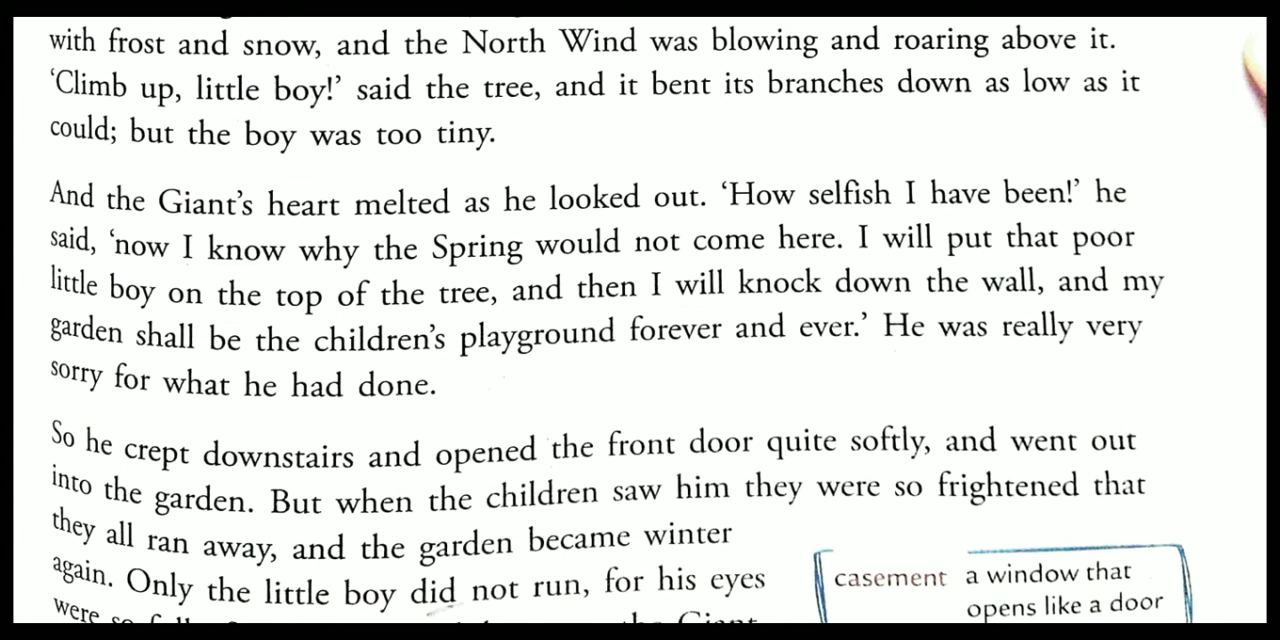 with frost and snow, and the North Wind was blowing and roaring above it.
‘Climb up, little boy!’ said the tree, and it bent its branches down as low as it
could; but the boy was too tiny.
And the Giant’s heart melted as he looked out. ‘How selfish I have been!’ he
said, ‘now I know why the Spring would not come here. I will put that poor
little boy on the top of the tree, and then I will knock down the wall, and my
garden shall be the children’s playground forever and ever.’ He was really very
sorry for what he had done.
So he crept downstairs and opened the front door quite softly, and went out
into the garden. But when the children saw him they were so frightened that
they all ran away, and the garden became winter
again. Only the little boy did not run, for his eyes
were so
casement a window that
opens like a door